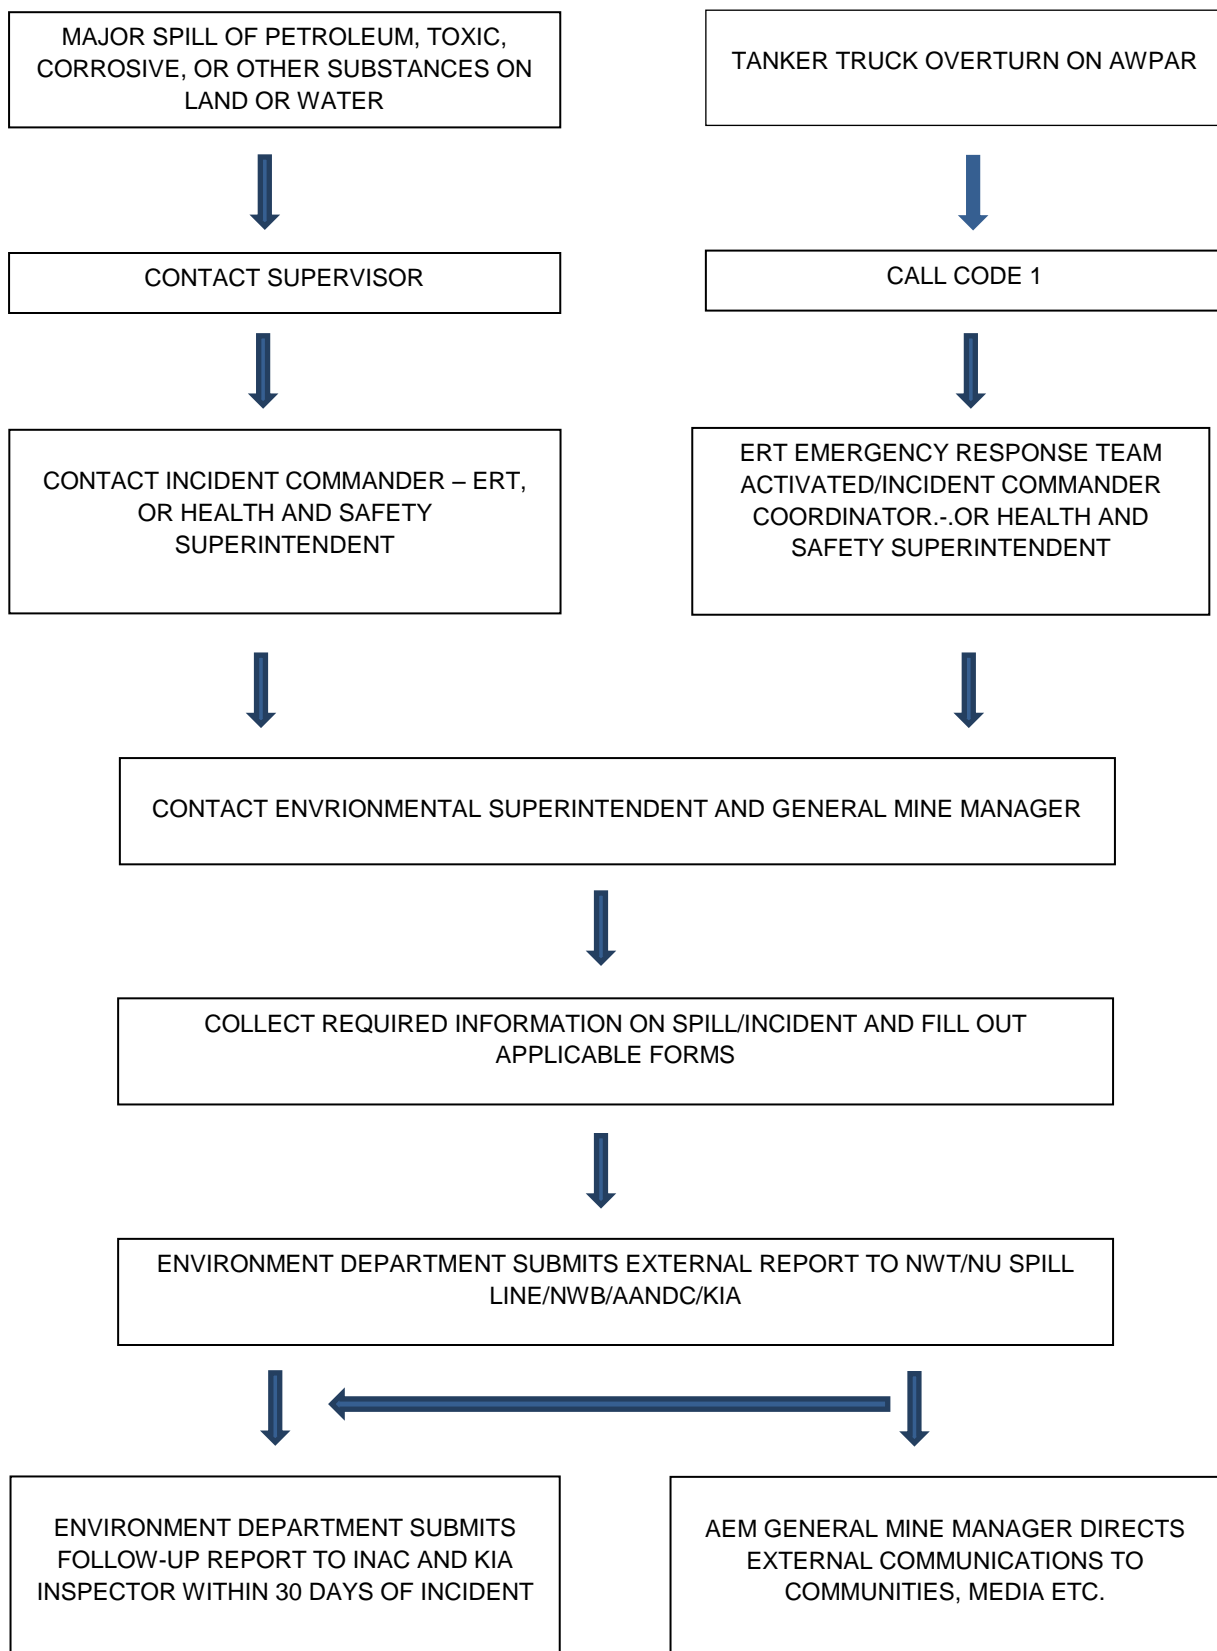 MAJOR SPILL OF PETROLEUM, TOXIC,
CORROSIVE, OR OTHER SUBSTANCES ON
LAND OR WATER
TANKER TRUCK OVERTURN ON AWPAR
CONTACT SUPERVISOR
CALL CODE 1
CONTACT INCIDENT COMMANDER – ERT,
OR HEALTH AND SAFETY
SUPERINTENDENT
ERT EMERGENCY RESPONSE TEAM
ACTIVATED/INCIDENT COMMANDER
COORDINATOR.-.OR HEALTH AND
SAFETY SUPERINTENDENT
CONTACT ENVRIONMENTAL SUPERINTENDENT AND GENERAL MINE MANAGER
COLLECT REQUIRED INFORMATION ON SPILL/INCIDENT AND FILL OUT
APPLICABLE FORMS
ENVIRONMENT DEPARTMENT SUBMITS EXTERNAL REPORT TO NWT/NU SPILL
LINE/NWB/AANDC/KIA
ENVIRONMENT DEPARTMENT SUBMITS
FOLLOW-UP REPORT TO INAC AND KIA
INSPECTOR WITHIN 30 DAYS OF INCIDENT
AEM GENERAL MINE MANAGER DIRECTS
EXTERNAL COMMUNICATIONS TO
COMMUNITIES, MEDIA ETC.